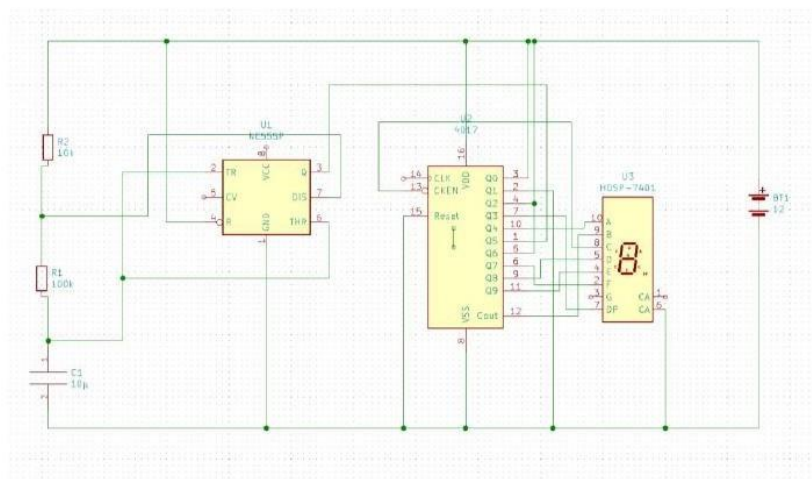 R2
10k
R1
100k
C1
10µ
1
2
U1
NE555P
2 TR
5 CV
4 R
VCC 8
GND 1
Q 3
DIS 7
THR 6
U2
4017
16
VDD
14 CLK
13 CKEN
15 Reset
Q0 3
Q1 2
Q2 4
Q3 7
Q4 10
Q5 1
Q6 5
Q7 6
Q8 9
Q9 11
Cout 12
VSS
8
U3
HDSP-7401
10 A
9 B
8 C
5 D
4 E
2 F
3 G
7 DP
CA 1
CA 6
BT1
12